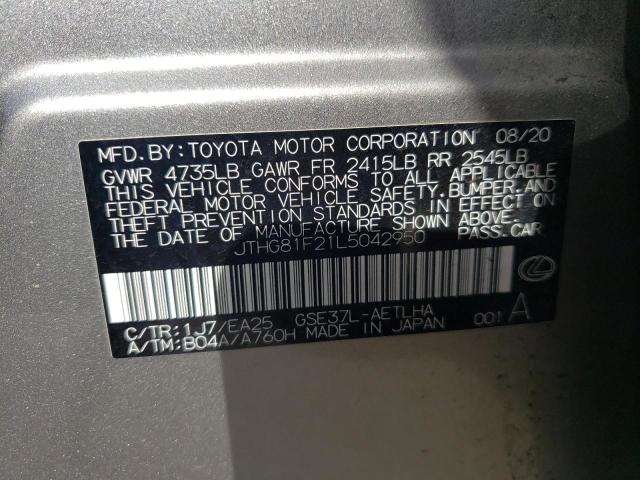 MFD.BY:TOYOTA MOTOR CORPORATION 08/20
GVWR 4735LB GAWR FR 2415LB RR 2545LB
THIS VEHICLE CONFORMS TO ALL APPLICABLE
FEDERAL MOTOR VEHICLE SAFETY,BUMPER,AND
THEFT PREVENTION STANDARDS IN EFFECT ON
THE DATE OF MANUFACTURE SHOWN ABOVE.
JTHG81F21L5042950 PASS.CAR
C/TR:1J7/EA25 GSE37L-AETLHA
A/TM:B04A/A760H MADE IN JAPAN 001 A